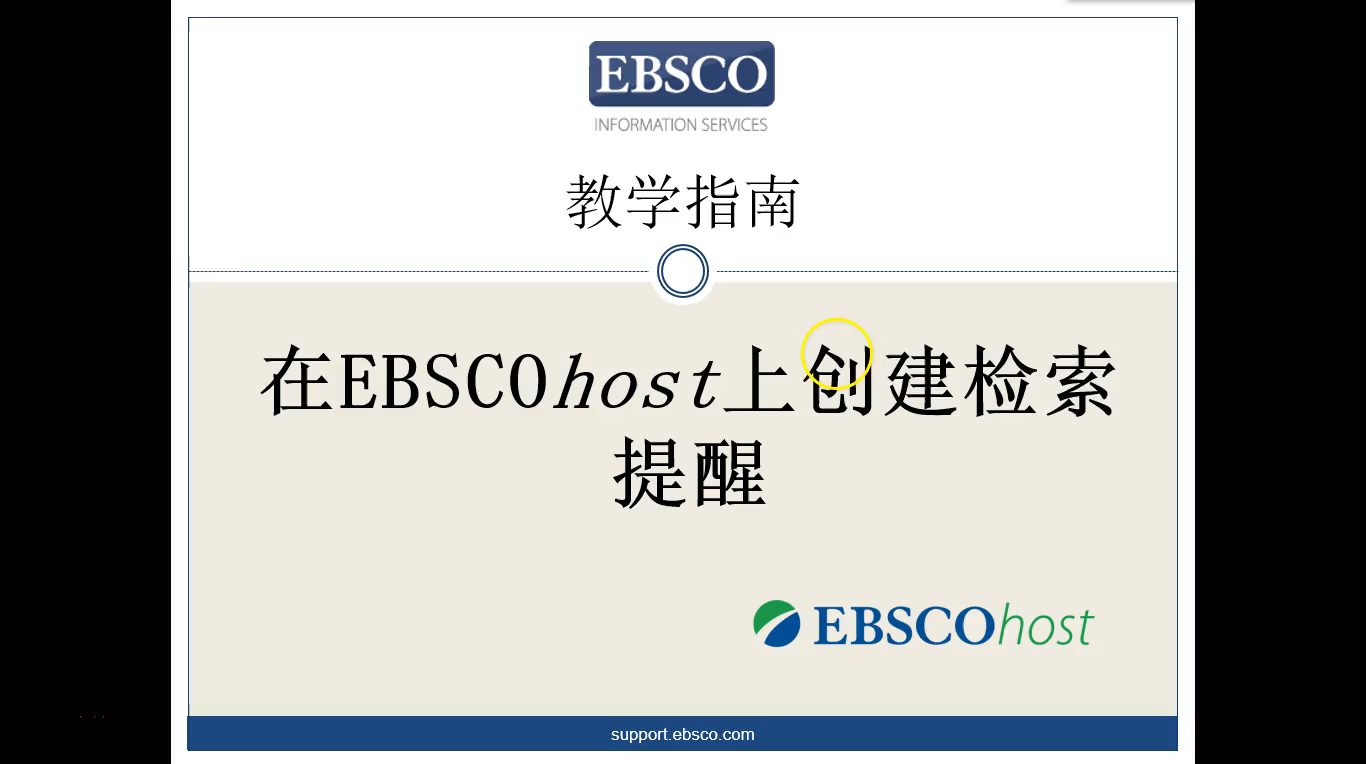 EBSCO
INFORMATION SERVICES
教学指南
在EBSCOhost上创建检索
提醒
EBSCOhost
support.ebsco.com